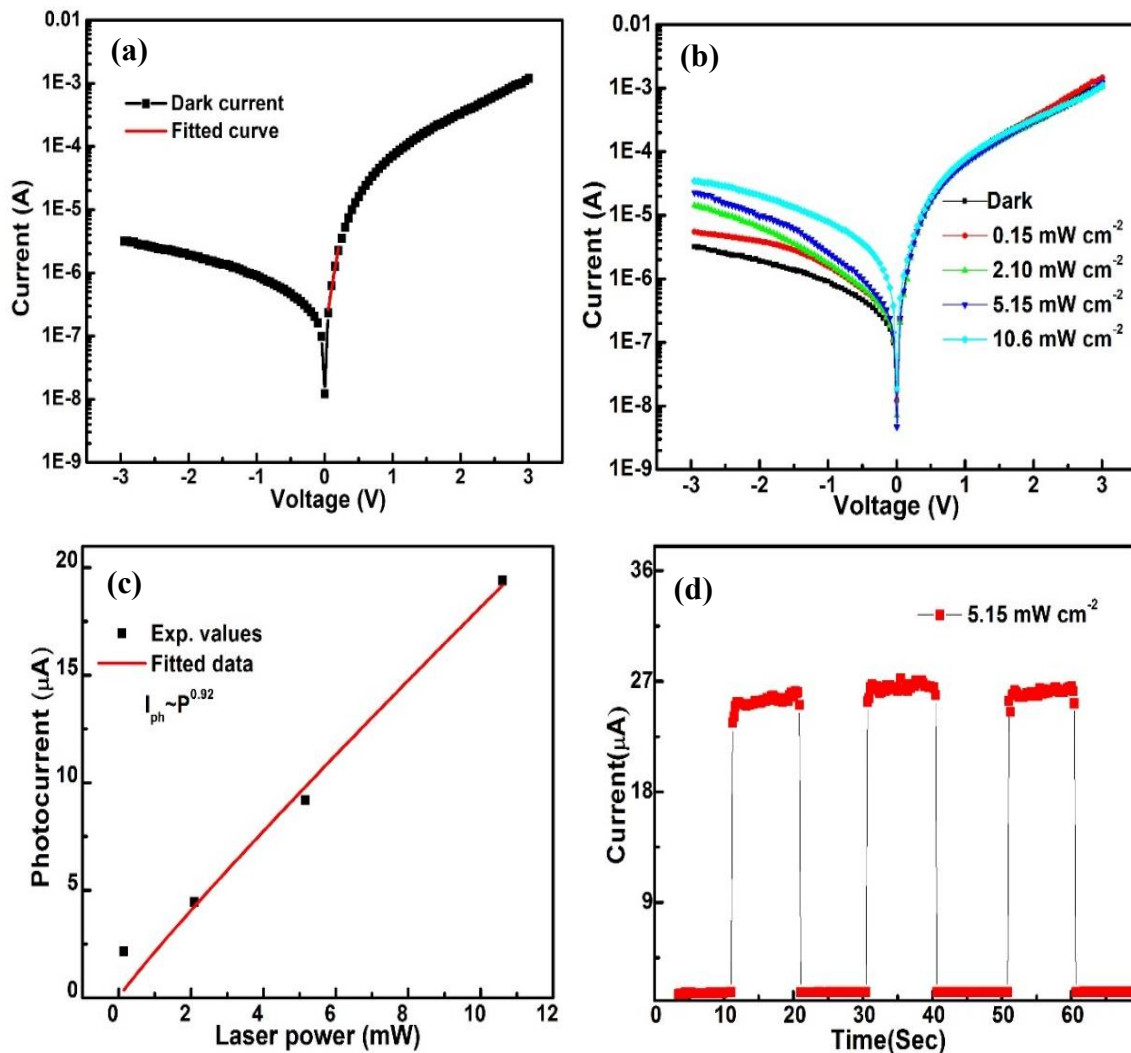 (a)
0.01
1E-3
1E-4
1E-5
1E-6
1E-7
1E-8
1E-9
Current (A)
Dark current
Fitted curve
-3 -2 -1 0 1 2 3
Voltage (V)
(b)
0.01
1E-3
1E-4
1E-5
1E-6
1E-7
1E-8
1E-9
Current (A)
Dark
0.15 mW cm⁻²
2.10 mW cm⁻²
5.15 mW cm⁻²
10.6 mW cm⁻²
-3 -2 -1 0 1 2 3
Voltage (V)
(c)
20
15
10
5
0
Photocurrent (μA)
Exp. values
Fitted data
I_ph~P^0.92
0 2 4 6 8 10 12
Laser power (mW)
(d)
36
27
18
9
Current(μA)
5.15 mW cm⁻²
0 10 20 30 40 50 60
Time(Sec)